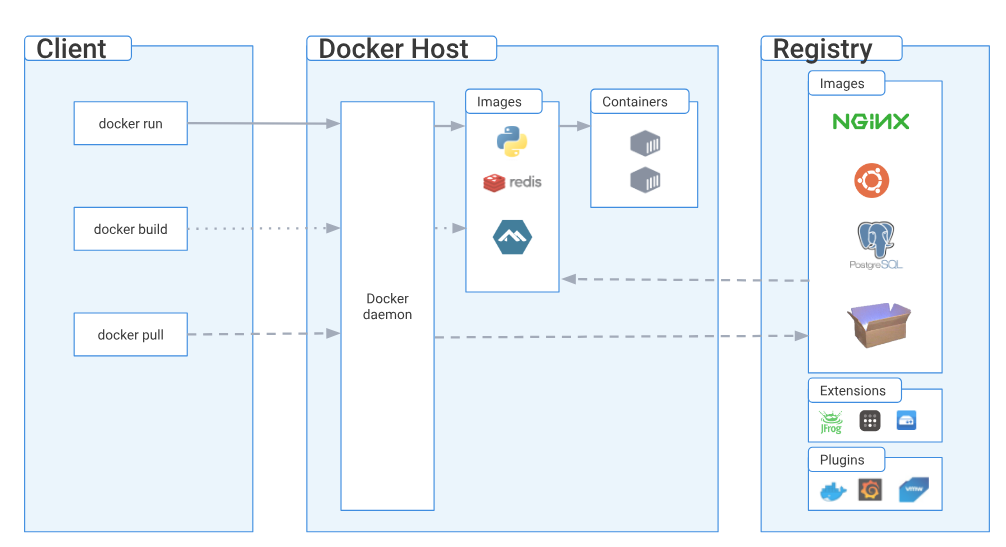 Client
Docker Host
Registry
docker run
docker build
docker pull
Docker
daemon
Images
redis
Containers
Images
NGINX
PostgreSQL
Extensions
JFrog
Plugins
vmw